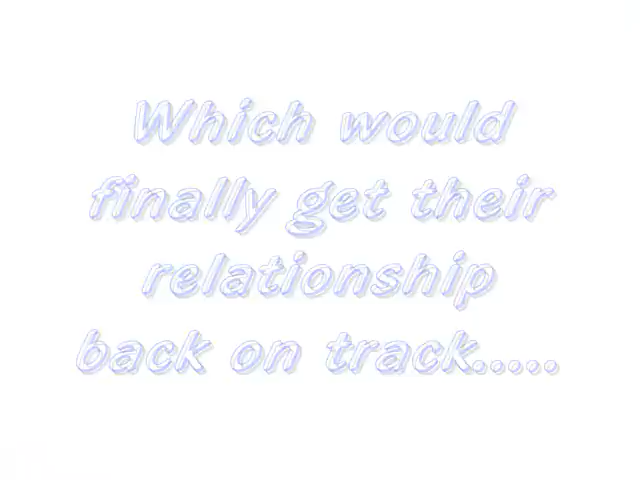 Which would
finally get their
relationship
back on track.....